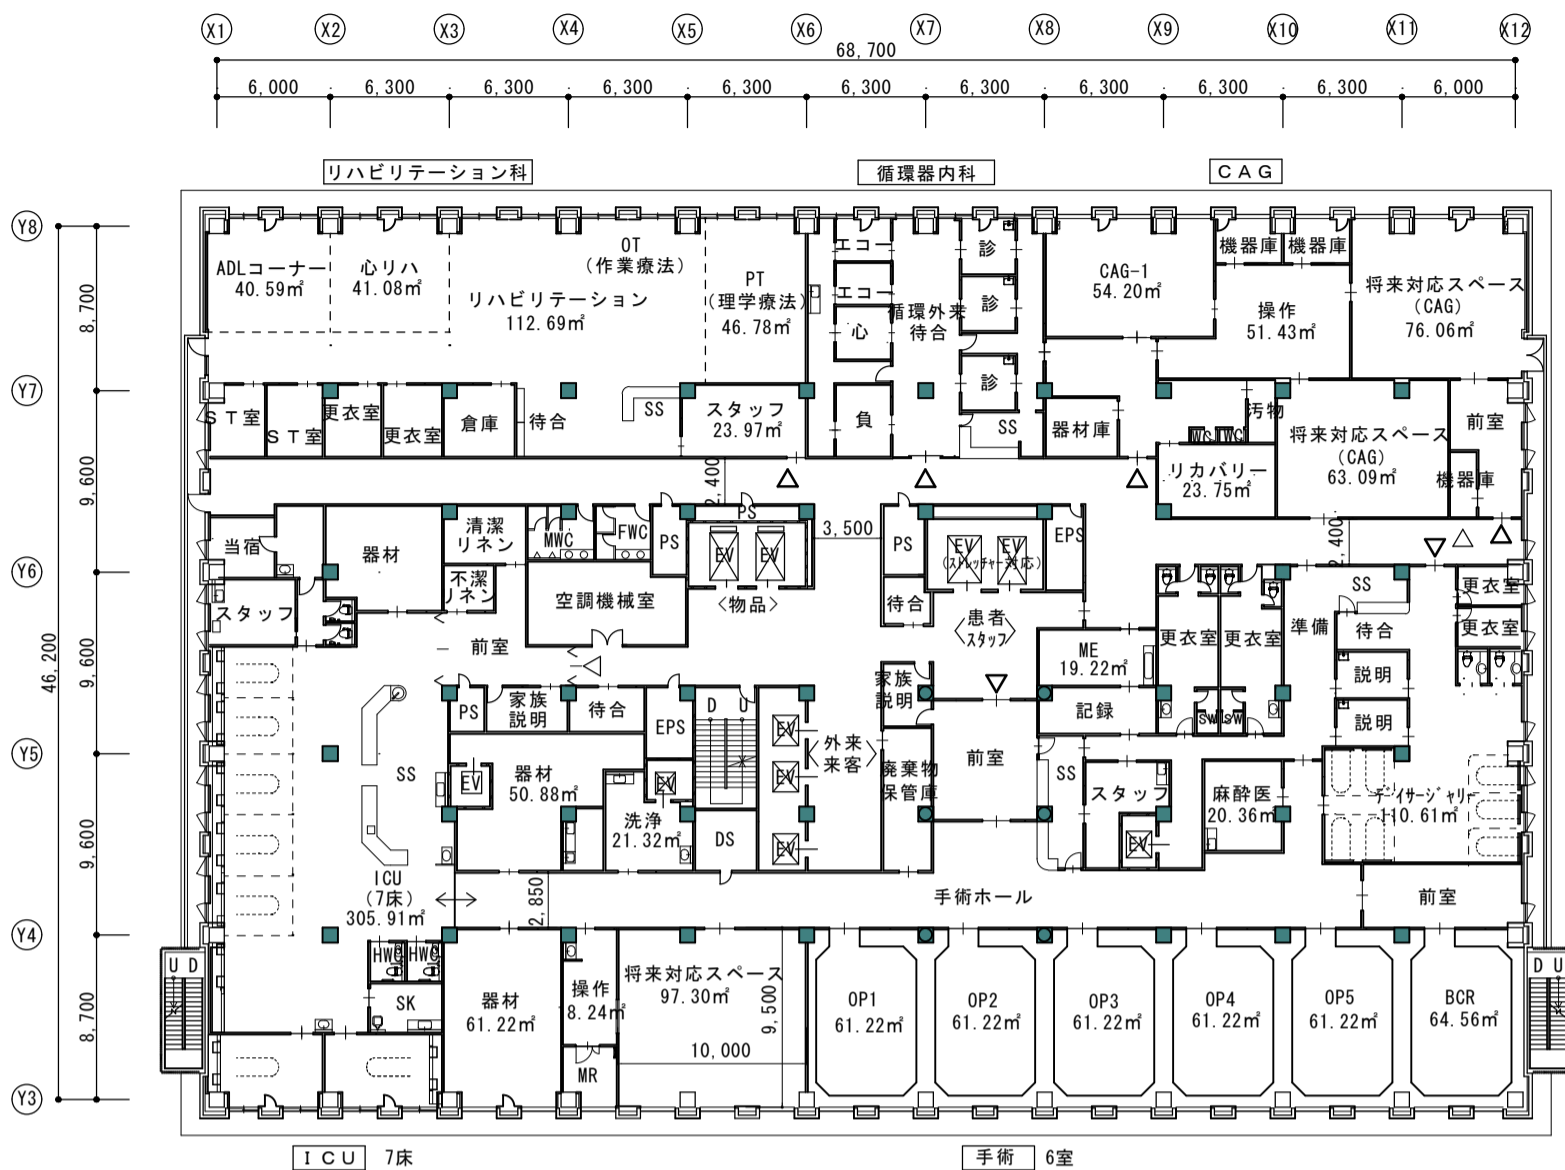 X1 X2 X3 X4 X5 X6 X7 X8 X9 X10 X11 X12
68,700
6,000 6,300 6,300 6,300 6,300 6,300 6,300 6,300 6,300 6,300 6,000
リハビリテーション科
循環器内科
CAG
Y8
Y7
Y6
Y5
Y4
Y3
46,200
8,700
9,600
9,600
9,600
8,700
ADLコーナー
40.59㎡
心リハ
41.08㎡
OT
(作業療法)
リハビリテーション
112.69㎡
PT
(理学療法)
46.78㎡
エコー
エコー
心
負
循環外来
待合
診
診
診
SS
CAG-1
54.20㎡
機器庫
機器庫
操作
51.43㎡
将来対応スペース
(CAG)
76.06㎡
ST室
ST室
更衣室
更衣室
倉庫
待合
SS
スタッフ
23.97㎡
器材庫
汚物
WC
WC
リカバリー
23.75㎡
将来対応スペース
(CAG)
63.09㎡
前室
機器庫
2,400
2,400
3,500
当宿
器材
清潔
リネン
不潔
リネン
MWC
FWC
PS
PS
EV
EV
<物品>
空調機械室
PS
待合
EV
EV
(ストレッチャー対応)
EPS
<患者
スタッフ>
スタッフ
前室
ME
19.22㎡
記録
更衣室
更衣室
SW
SW
準備
SS
待合
説明
説明
更衣室
更衣室
PS
家族
説明
待合
EPS
D U
EV
EV
EV
<外来
来客>
家族
説明
廃棄物
保管庫
前室
SS
スタッフ
EV
麻酔医
20.36㎡
デイサージャリー
110.61㎡
SS
器材
50.88㎡
EV
EV
洗浄
21.32㎡
DS
ICU
(7床)
305.91㎡
2,850
手術ホール
前室
HWC
HWC
SK
器材
61.22㎡
操作
8.24㎡
MR
将来対応スペース
97.30㎡
9,500
10,000
OP1
61.22㎡
OP2
61.22㎡
OP3
61.22㎡
OP4
61.22㎡
OP5
61.22㎡
BCR
64.56㎡
U D
D U
ICU 7床
手術 6室